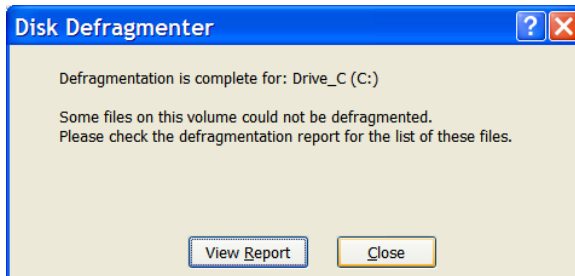 Disk Defragmenter
?
Defragmentation is complete for: Drive_C (C:)
Some files on this volume could not be defragmented.
Please check the defragmentation report for the list of these files.
View Report
Close